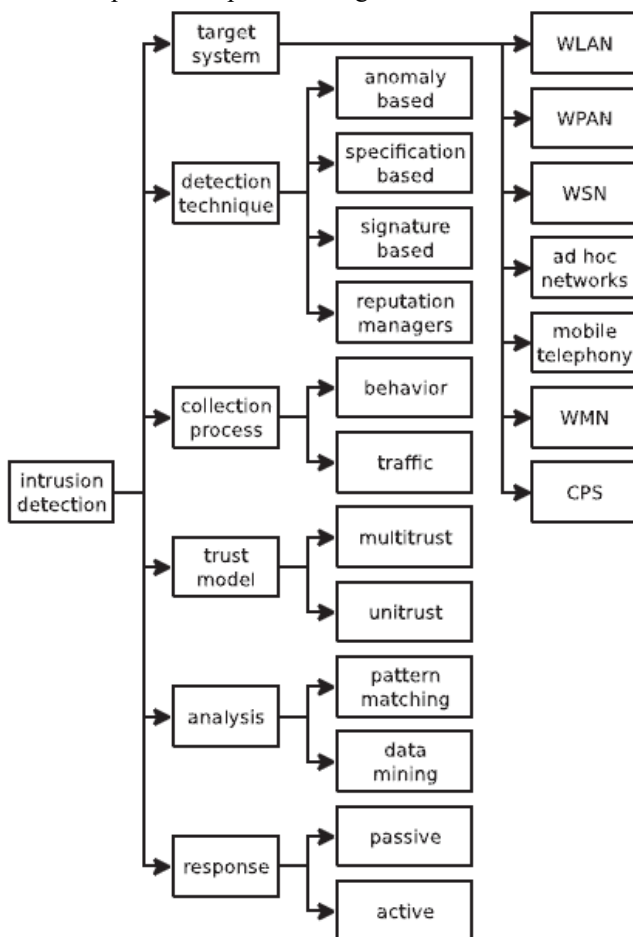 target
system
WLAN
anomaly
based
WPAN
specification
based
detection
technique
WSN
signature
based
ad hoc
networks
reputation
managers
mobile
telephony
collection
process
behavior
WMN
traffic
intrusion
detection
CPS
trust
model
multitrust
unitrust
analysis
pattern
matching
data
mining
response
passive
active